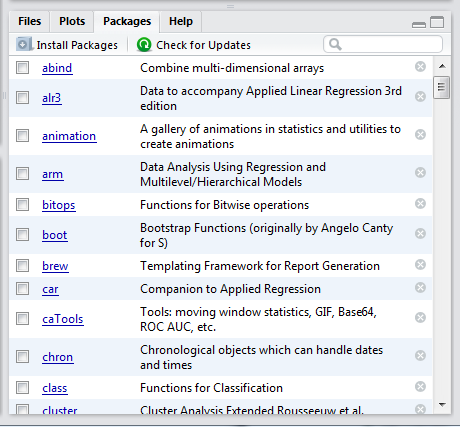 Files Plots Packages Help
Install Packages Check for Updates
abind Combine multi-dimensional arrays
alr3 Data to accompany Applied Linear Regression 3rd
edition
animation A gallery of animations in statistics and utilities to
create animations
arm Data Analysis Using Regression and
Multilevel/Hierarchical Models
bitops Functions for Bitwise operations
boot Bootstrap Functions (originally by Angelo Canty
for S)
brew Templating Framework for Report Generation
car Companion to Applied Regression
caTools Tools: moving window statistics, GIF, Base64,
ROC AUC, etc.
chron Chronological objects which can handle dates
and times
class Functions for Classification
cluster Cluster Analysis Extended Rousseeuw et al.